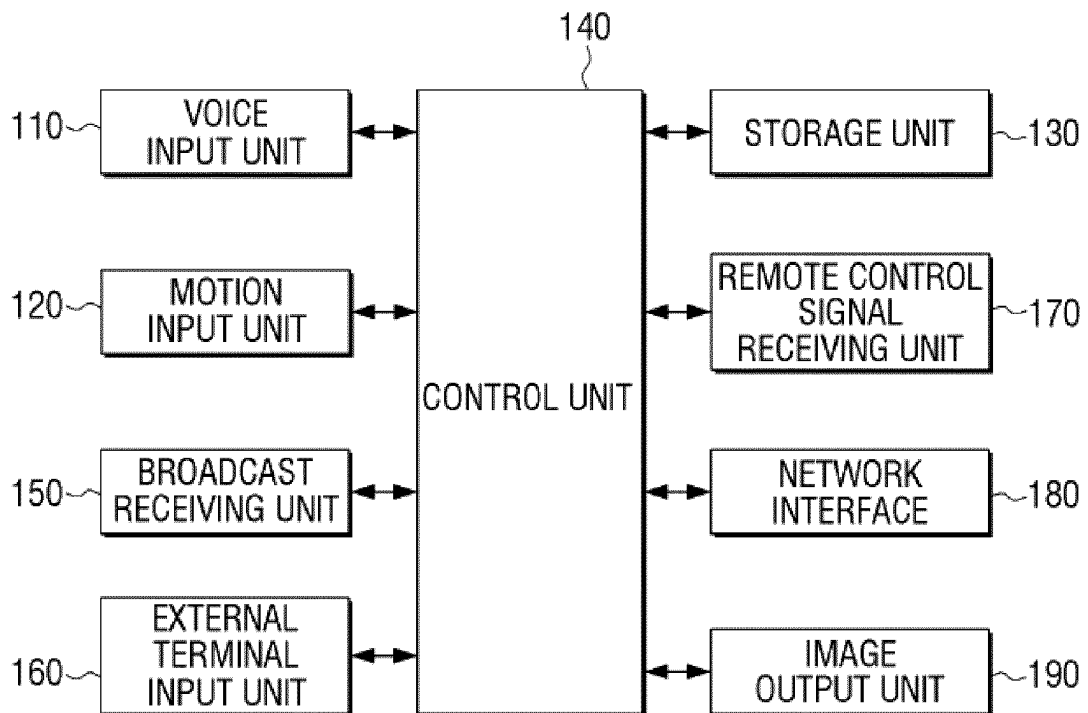 140
110
VOICE
INPUT UNIT
STORAGE UNIT
130
120
MOTION
INPUT UNIT
REMOTE CONTROL
SIGNAL
RECEIVING UNIT
170
CONTROL UNIT
150
BROADCAST
RECEIVING UNIT
NETWORK
INTERFACE
180
160
EXTERNAL
TERMINAL
INPUT UNIT
IMAGE
OUTPUT UNIT
190